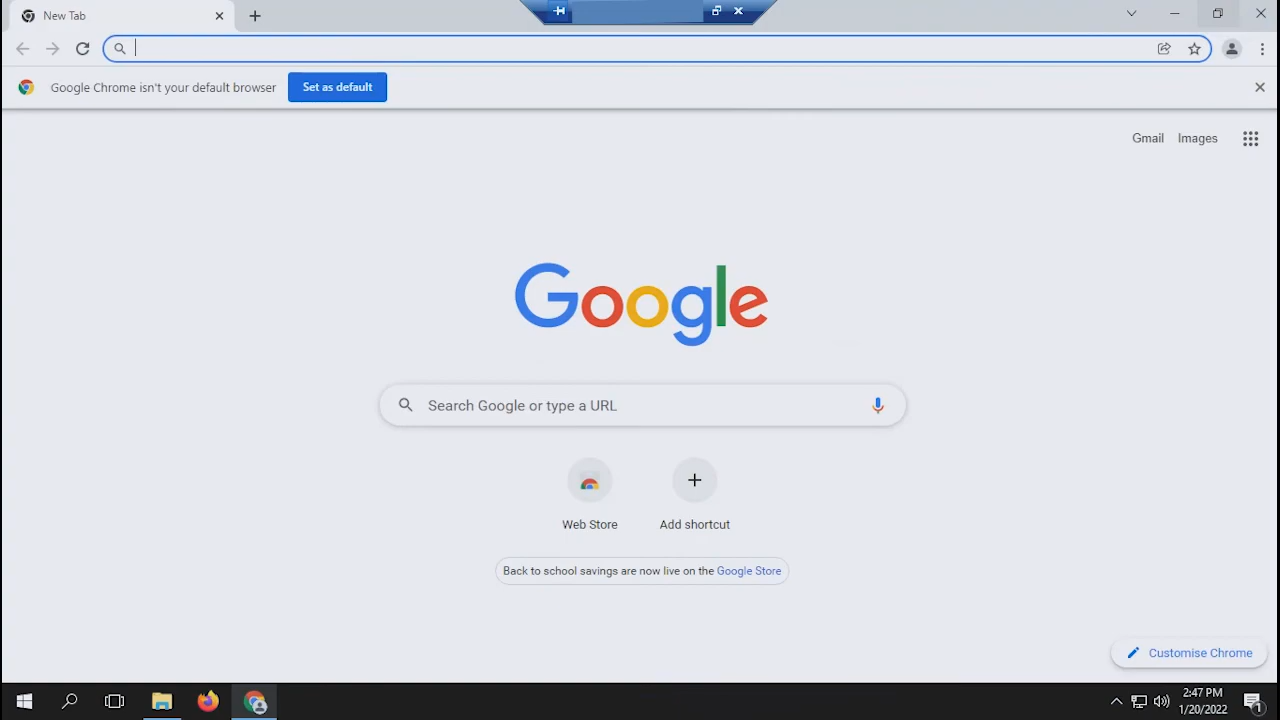 New Tab
Google Chrome isn't your default browser
Set as default
Gmail
Images
Google
Search Google or type a URL
Web Store
Add shortcut
Back to school savings are now live on the Google Store
Customise Chrome
2:47 PM
1/20/2022
1